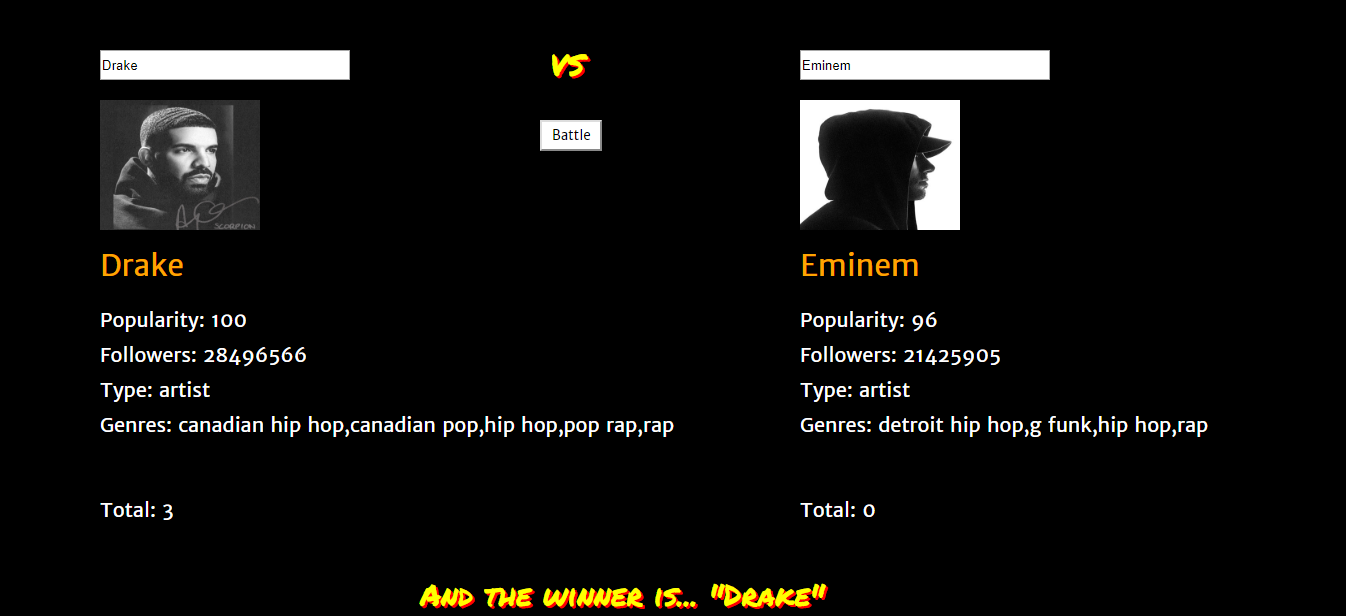 Drake
VS
Eminem
Battle
SCORPION
Drake
Popularity: 100
Followers: 28496566
Type: artist
Genres: canadian hip hop,canadian pop,hip hop,pop rap,rap
Total: 3
Eminem
Popularity: 96
Followers: 21425905
Type: artist
Genres: detroit hip hop,g funk,hip hop,rap
Total: 0
And the winner is... "Drake"